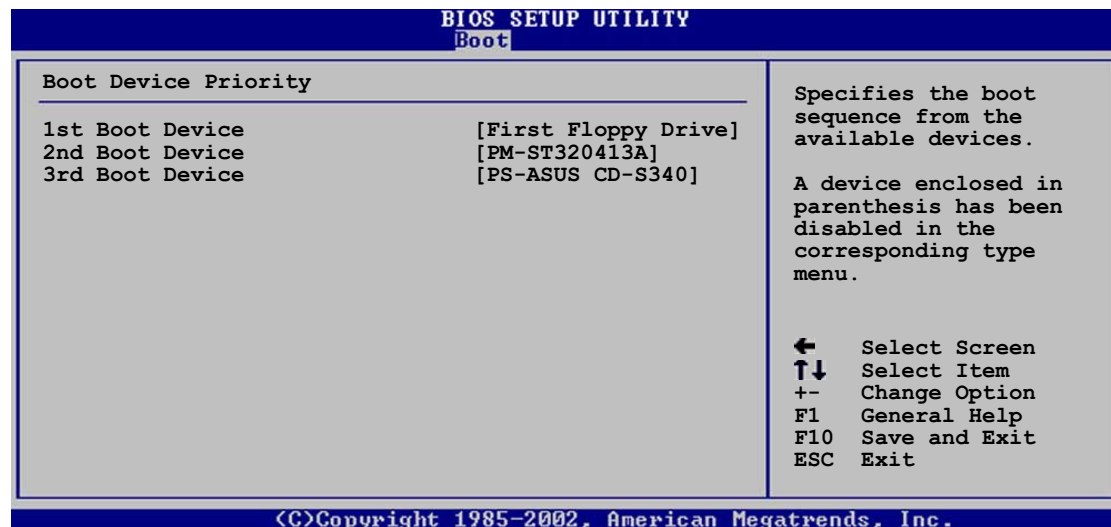 BIOS SETUP UTILITY
Boot
Boot Device Priority
1st Boot Device [First Floppy Drive]
2nd Boot Device [PM-ST320413A]
3rd Boot Device [PS-ASUS CD-S340]
Specifies the boot
sequence from the
available devices.
A device enclosed in
parenthesis has been
disabled in the
corresponding type
menu.
← Select Screen
↑↓ Select Item
+- Change Option
F1 General Help
F10 Save and Exit
ESC Exit
(C)Copyright 1985-2002, American Megatrends, Inc.